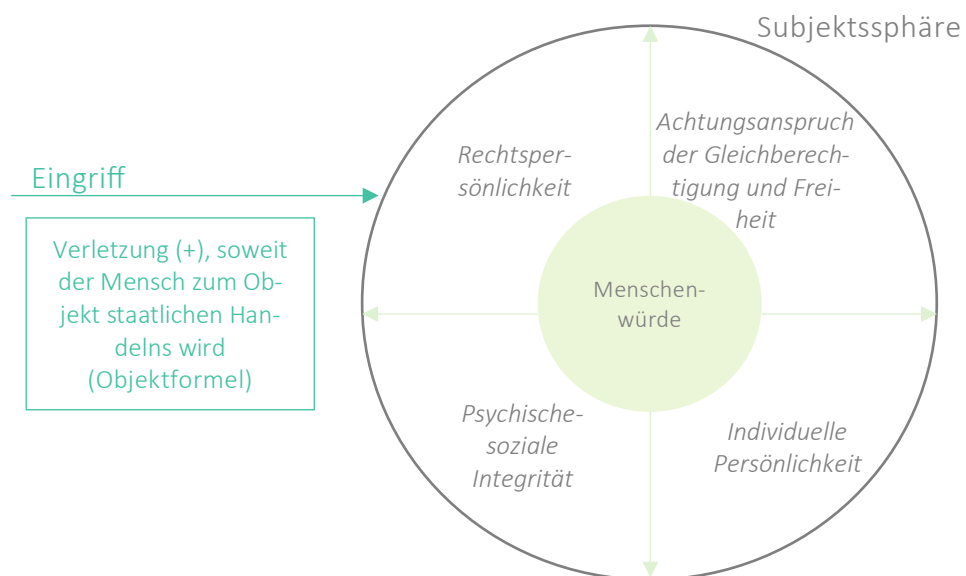 Subjektssphäre
Eingriff
Verletzung (+), soweit
der Mensch zum Ob-
jekt staatlichen Han-
delns wird
(Objektformel)
Rechtsper-
sönlichkeit
Achtungsanspruch
der Gleichberech-
tigung und Frei-
heit
Menschen-
würde
Psychische-
soziale
Integrität
Individuelle
Persönlichkeit